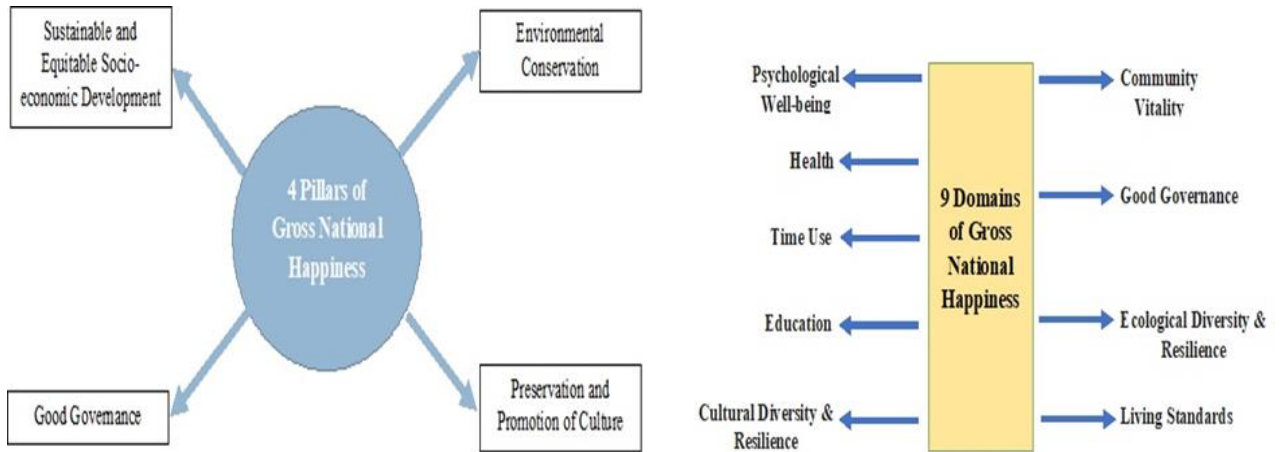 Sustainable and
Equitable Socio-
economic Development
Environmental
Conservation
4 Pillars of
Gross National
Happiness
Good Governance
Preservation and
Promotion of Culture
Psychological
Well-being
Health
Time Use
Education
Cultural Diversity &
Resilience
9 Domains
of Gross
National
Happiness
Community
Vitality
Good Governance
Ecological Diversity &
Resilience
Living Standards